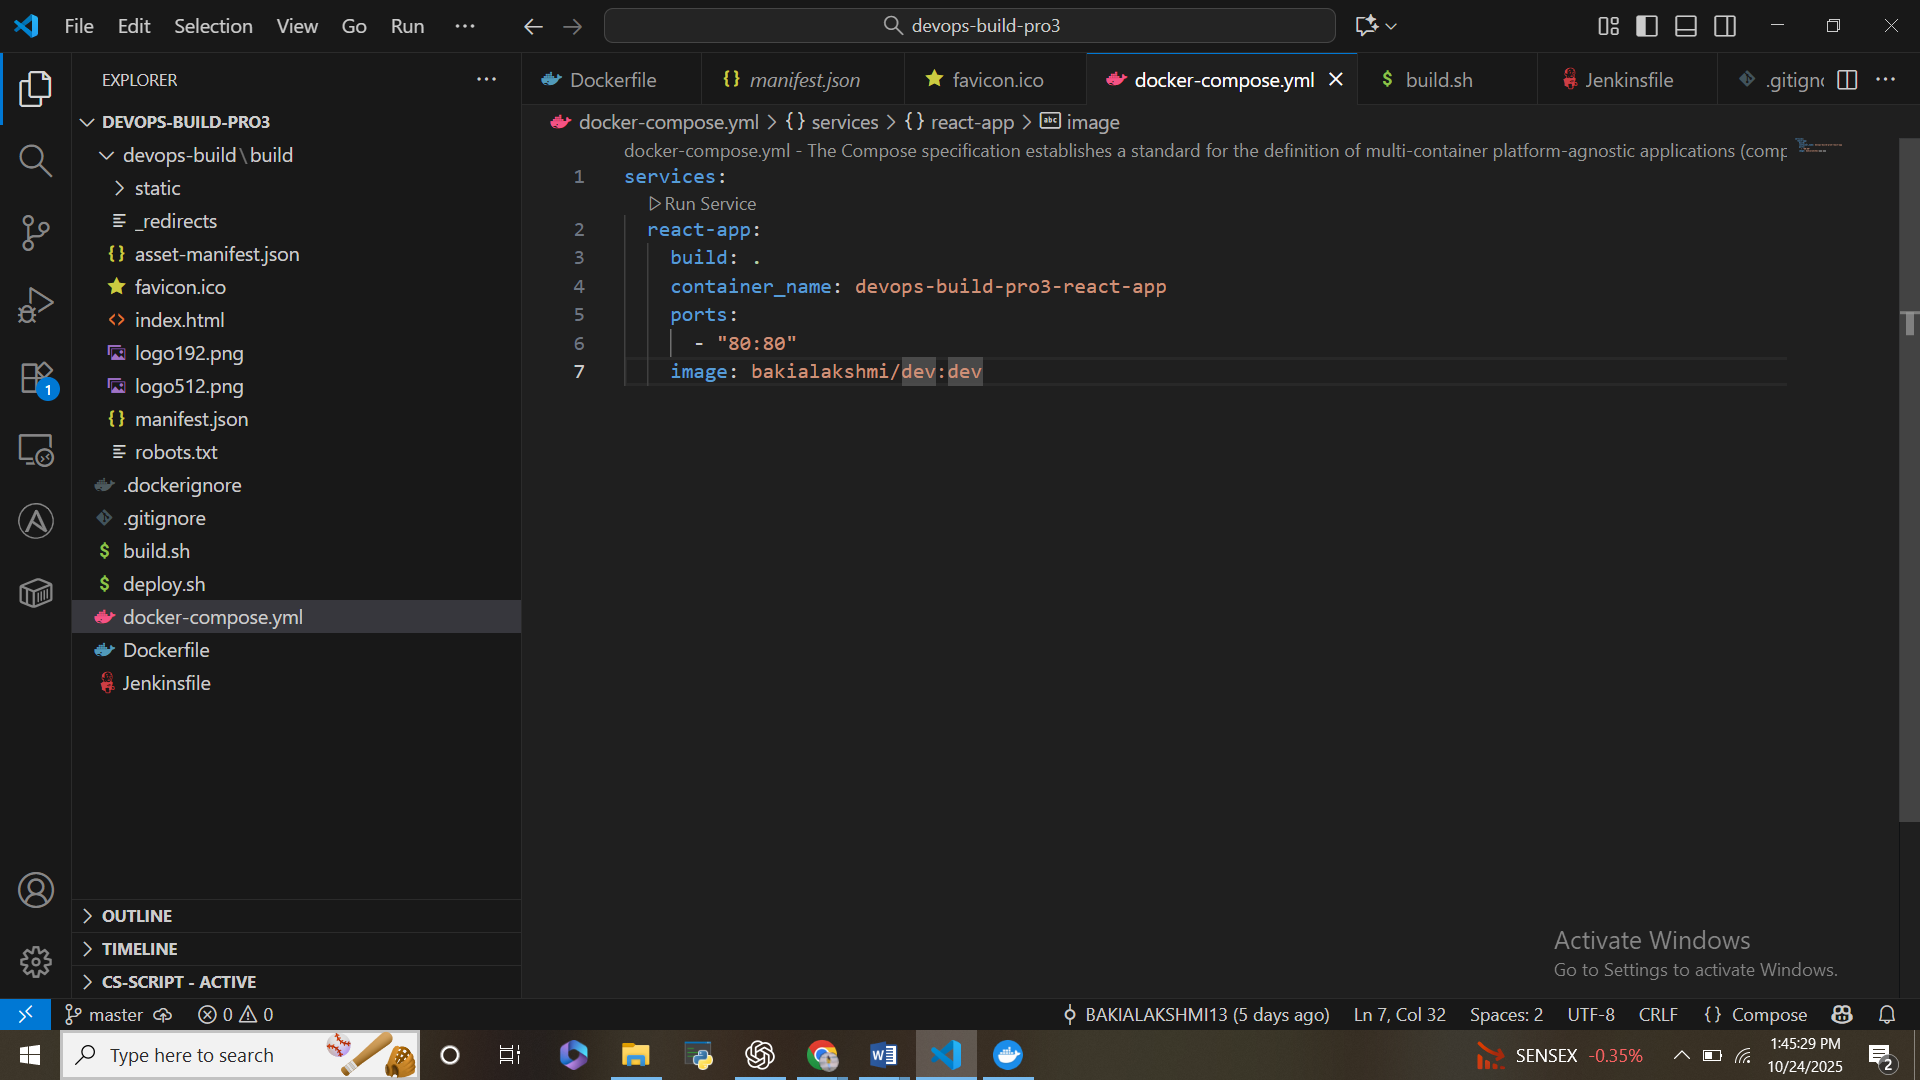 File Edit Selection View Go Run ··· devops-build-pro3
EXPLORER ···
Dockerfile manifest.json favicon.ico docker-compose.yml build.sh Jenkinsfile .gitign ···
DEVOPS-BUILD-PRO3
devops-build\build
static
_redirects
asset-manifest.json
favicon.ico
index.html
logo192.png
logo512.png
manifest.json
robots.txt
.dockerignore
.gitignore
$ build.sh
$ deploy.sh
docker-compose.yml
Dockerfile
Jenkinsfile
OUTLINE
TIMELINE
CS-SCRIPT - ACTIVE
1
docker-compose.yml > {} services > {} react-app > abc image
docker-compose.yml - The Compose specification establishes a standard for the definition of multi-container platform-agnostic applications (comp
1 services:
Run Service
2 react-app:
3 build: .
4 container_name: devops-build-pro3-react-app
5 ports:
6 - "80:80"
7 image: bakialakshmi/dev:dev
Activate Windows
Go to Settings to activate Windows.
master 0 0 BAKIALAKSHMI13 (5 days ago) Ln 7, Col 32 Spaces: 2 UTF-8 CRLF {} Compose
Type here to search
SENSEX -0.35%
1:45:29 PM
10/24/2025
2